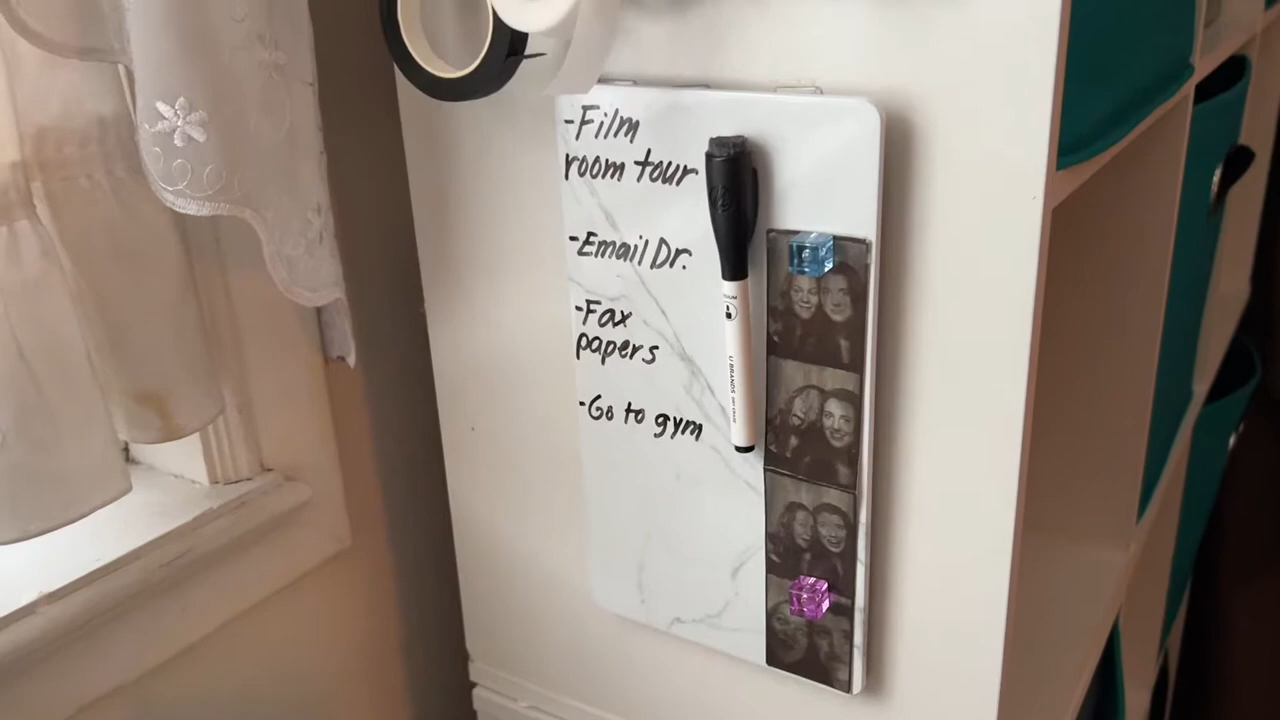 -Film
room tour
-Email Dr.
-Fax
papers
-Go to gym
U BRANDS